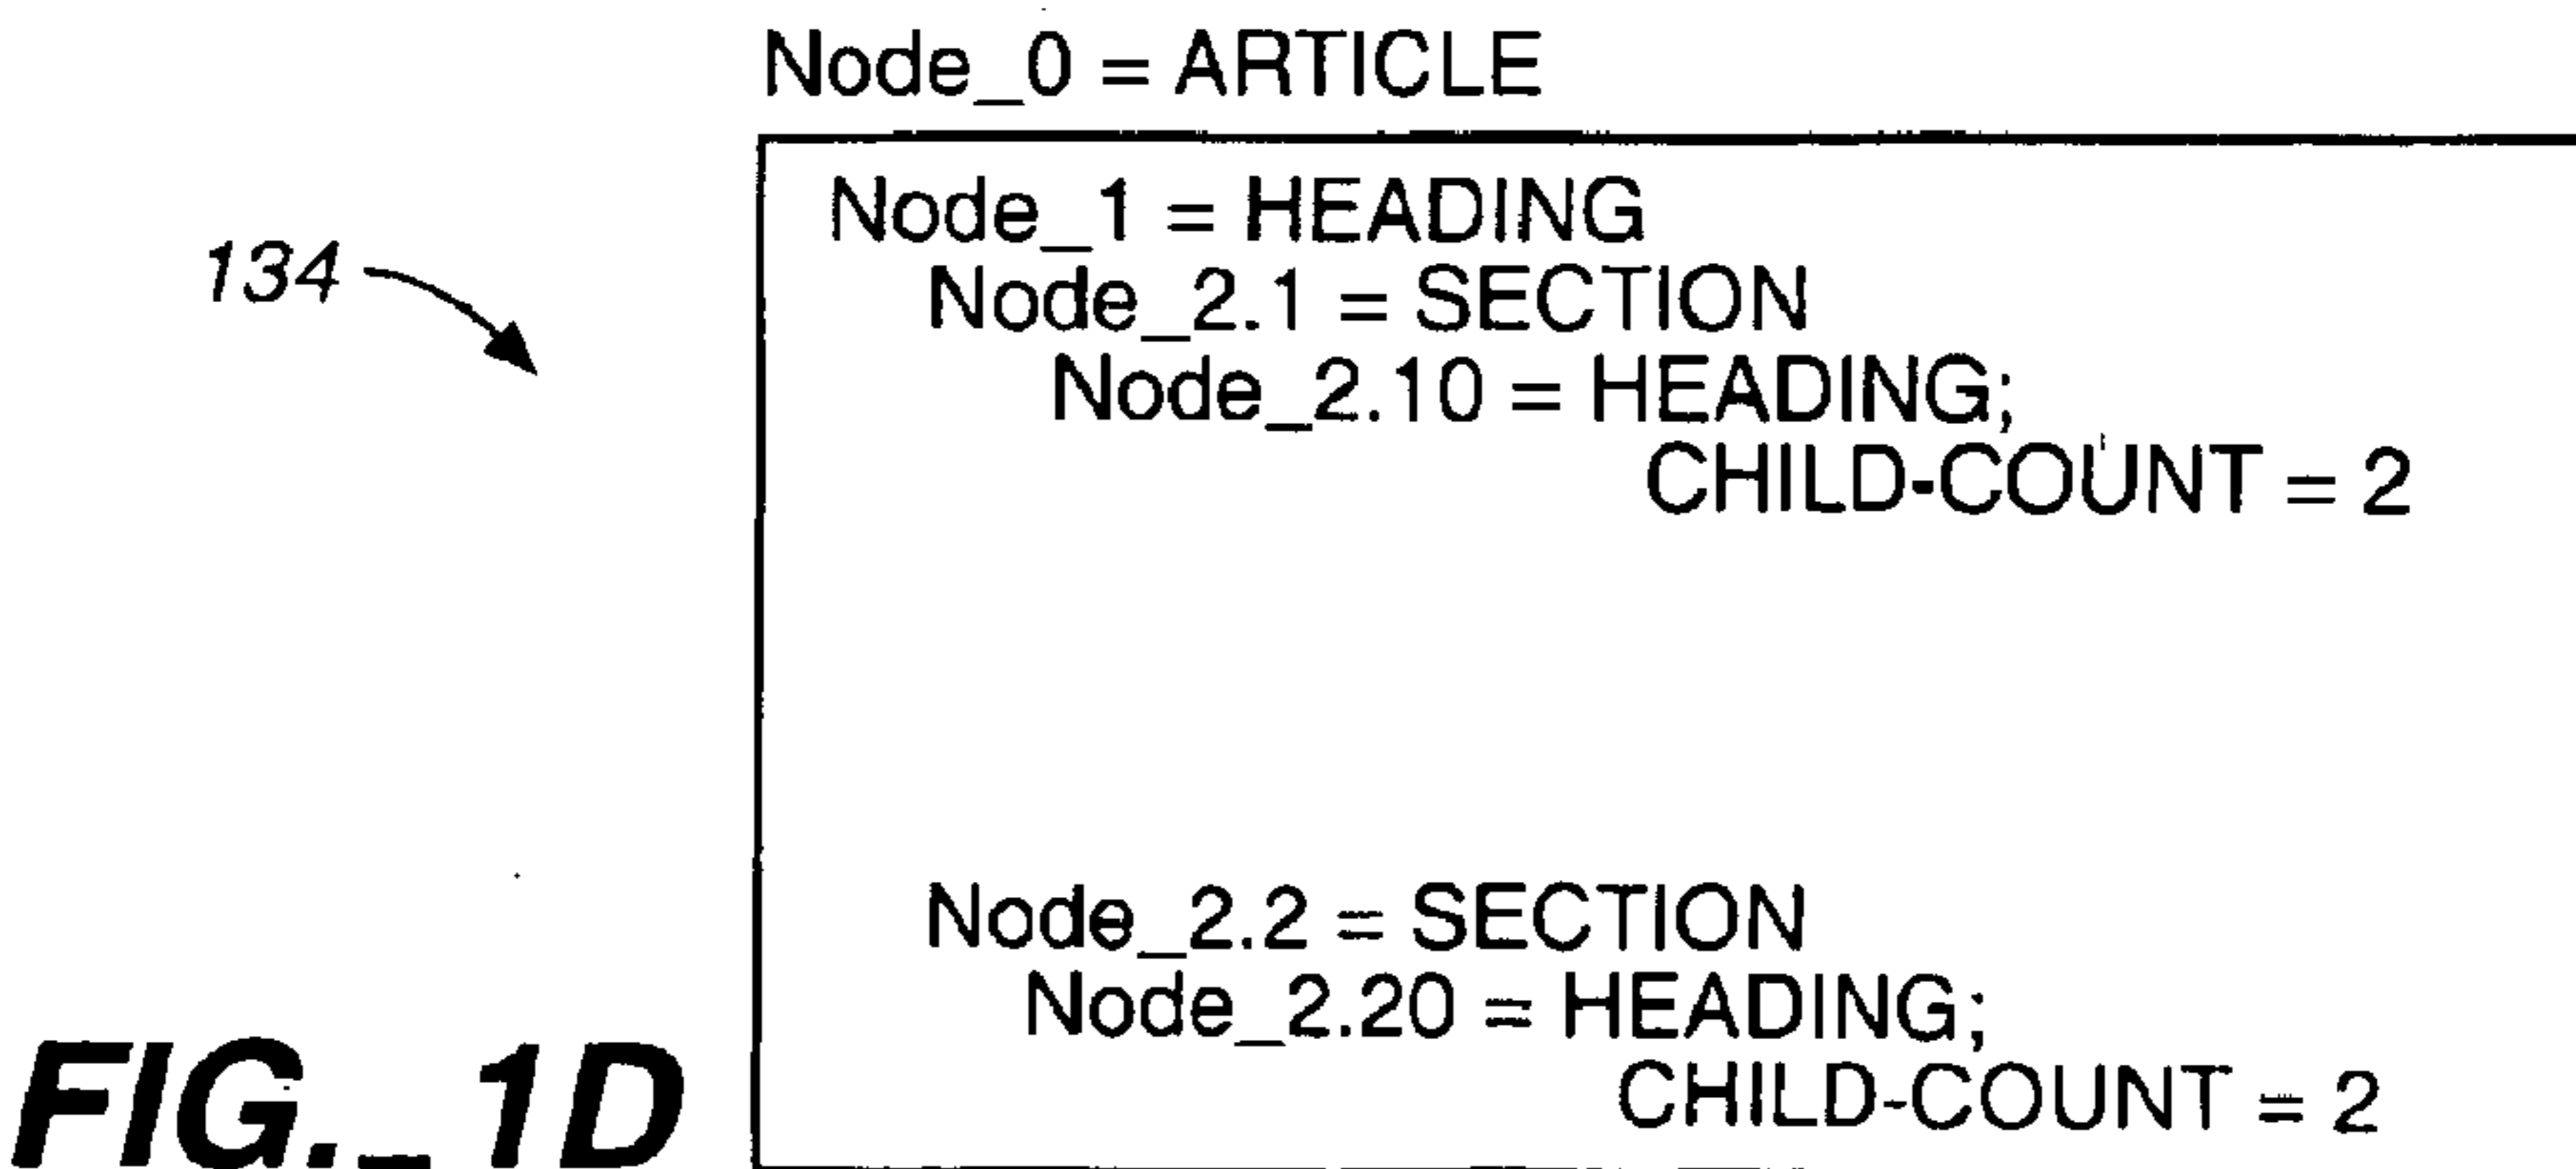 Node_0 = ARTICLE
Node_1 = HEADING
134
Node_2.1 = SECTION
Node_2.10 = HEADING;
CHILD-COUNT = 2
Node_2.2 = SECTION
Node_2.20 = HEADING;
CHILD-COUNT = 2
FIG._1D